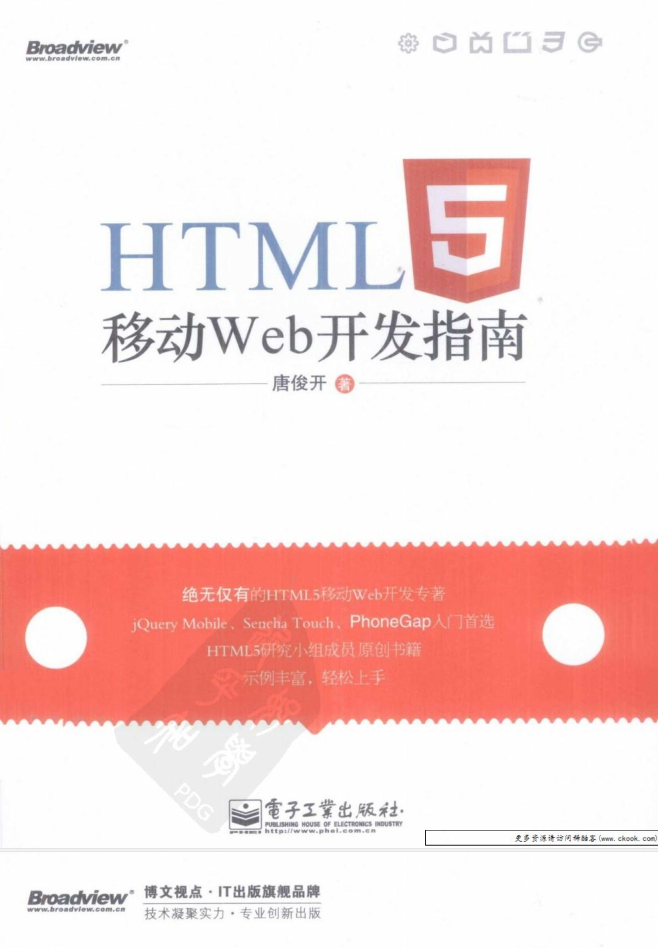 Broadview®
www.broadview.com.cn
HTML
5
移动Web开发指南
唐俊开 著
绝无仅有的HTML5移动Web开发专著
jQuery Mobile、Sencha Touch、PhoneGap入门首选
HTML5研究小组成员原创书籍
示例丰富，轻松上手
PDG
電子工業出版社·
PUBLISHING HOUSE OF ELECTRONICS INDUSTRY
http://www.phei.com.cn
更多资源请访问稀酷客(www.ckook.com)
Broadview®
www.broadview.com.cn
博文视点·IT出版旗舰品牌
技术凝聚实力·专业创新出版